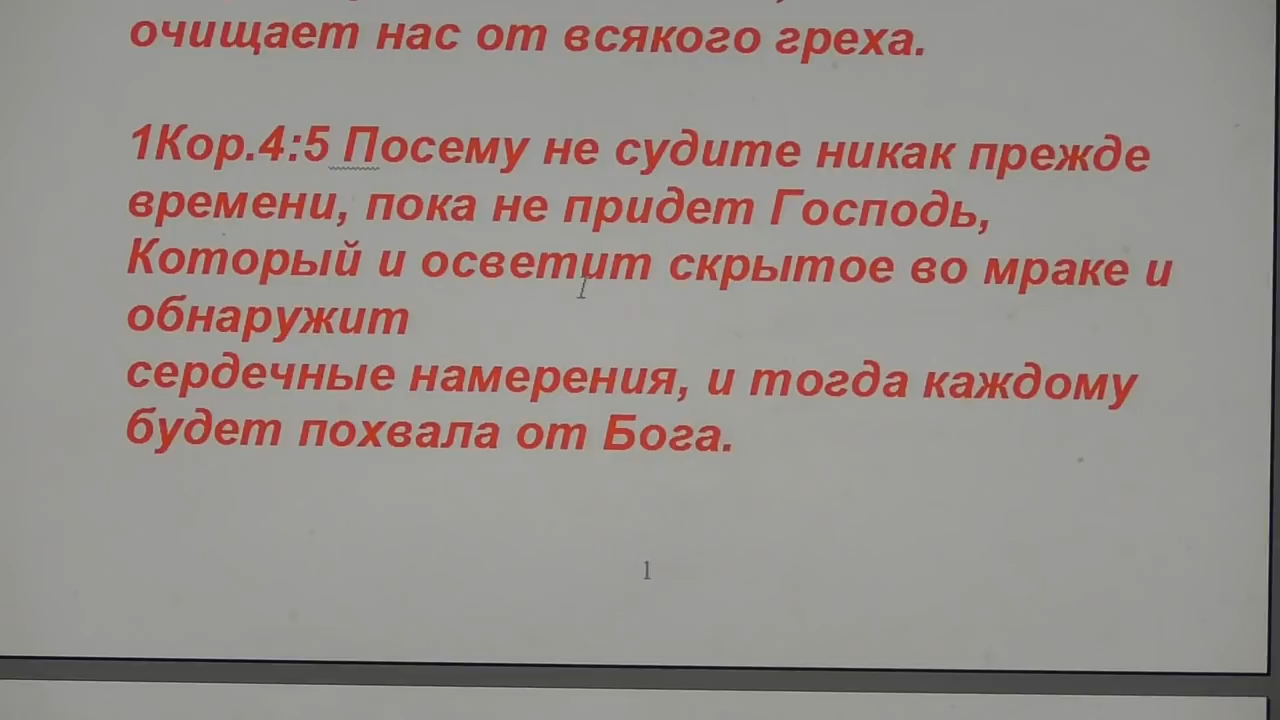 очищает нас от всякого греха.
1Кор.4:5 Посему не судите никак прежде
времени, пока не придет Господь,
Который и осветит скрытое во мраке и
обнаружит
сердечные намерения, и тогда каждому
будет похвала от Бога.
1